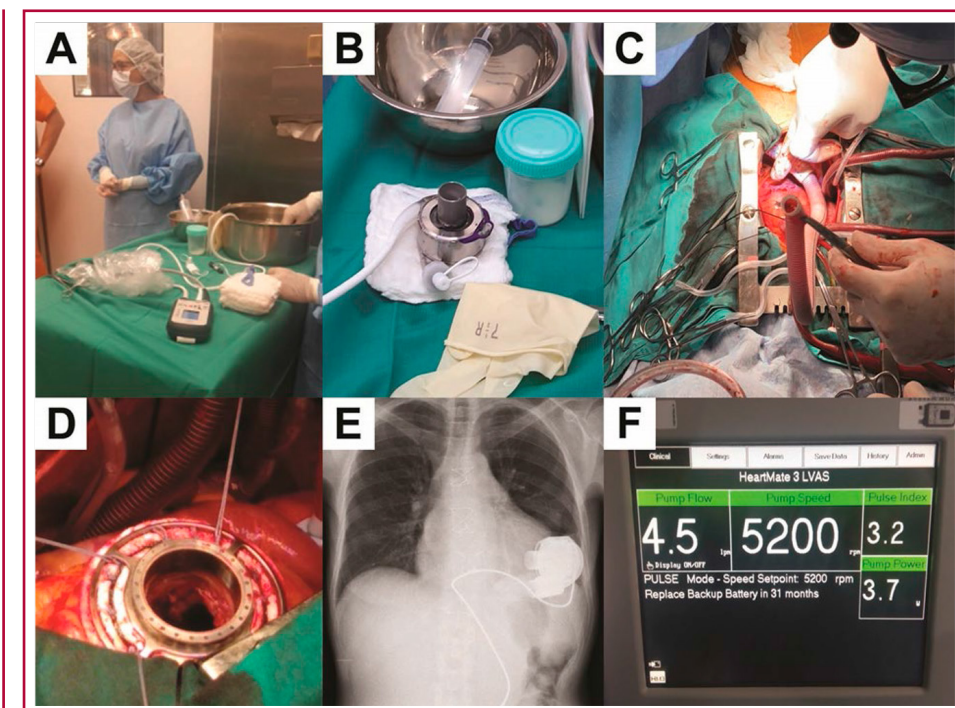 A
B
C
7 ½ R
D
E
F
Clinical
Settings
Alarms
Save Data
History
Admin
HeartMate 3 LVAS
Pump Flow
Pump Speed
Pulse Index
4.5 lpm
5200 rpm
3.2
Display ON/OFF
Pump Power
PULSE Mode - Speed Setpoint: 5200 rpm
3.7 w
Replace Backup Battery in 31 months